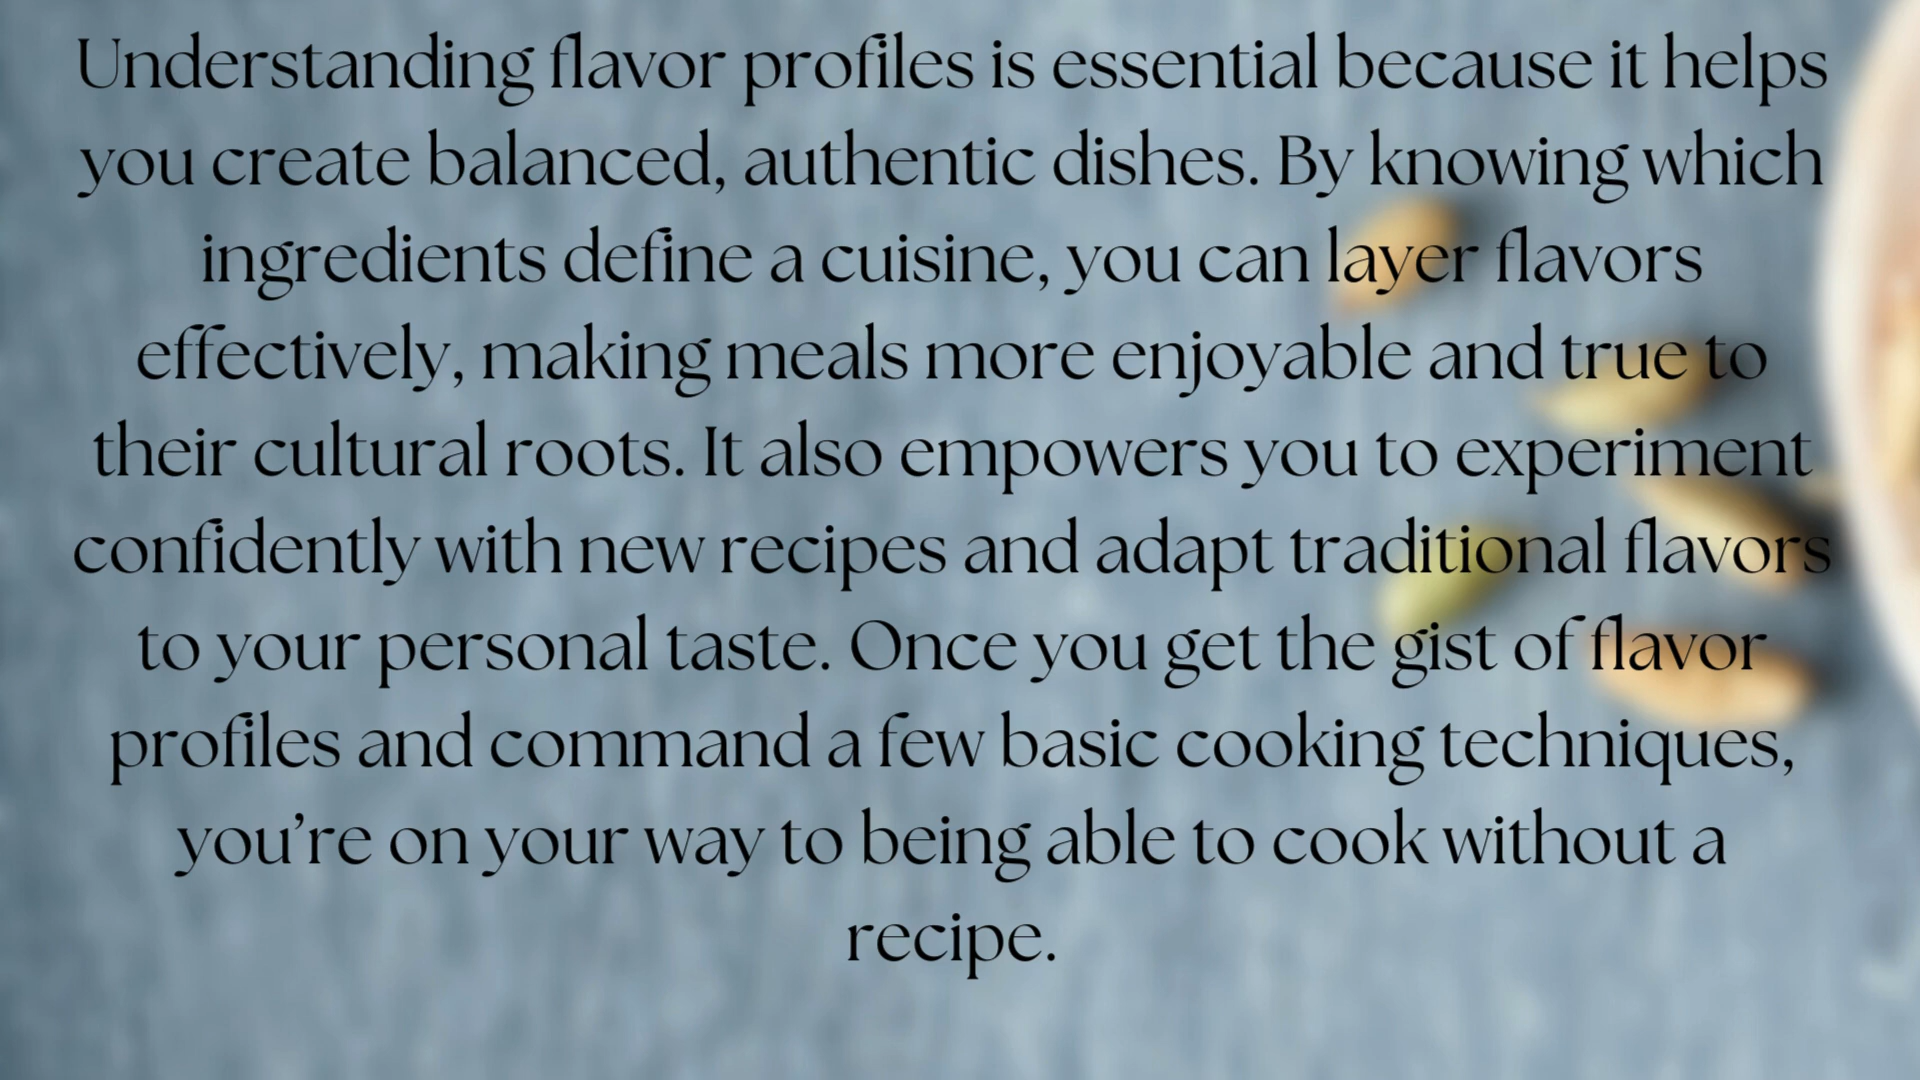 Understanding flavor profiles is essential because it helps
you create balanced, authentic dishes. By knowing which
ingredients define a cuisine, you can layer flavors
effectively, making meals more enjoyable and true to
their cultural roots. It also empowers you to experiment
confidently with new recipes and adapt traditional flavors
to your personal taste. Once you get the gist of flavor
profiles and command a few basic cooking techniques,
you’re on your way to being able to cook without a
recipe.